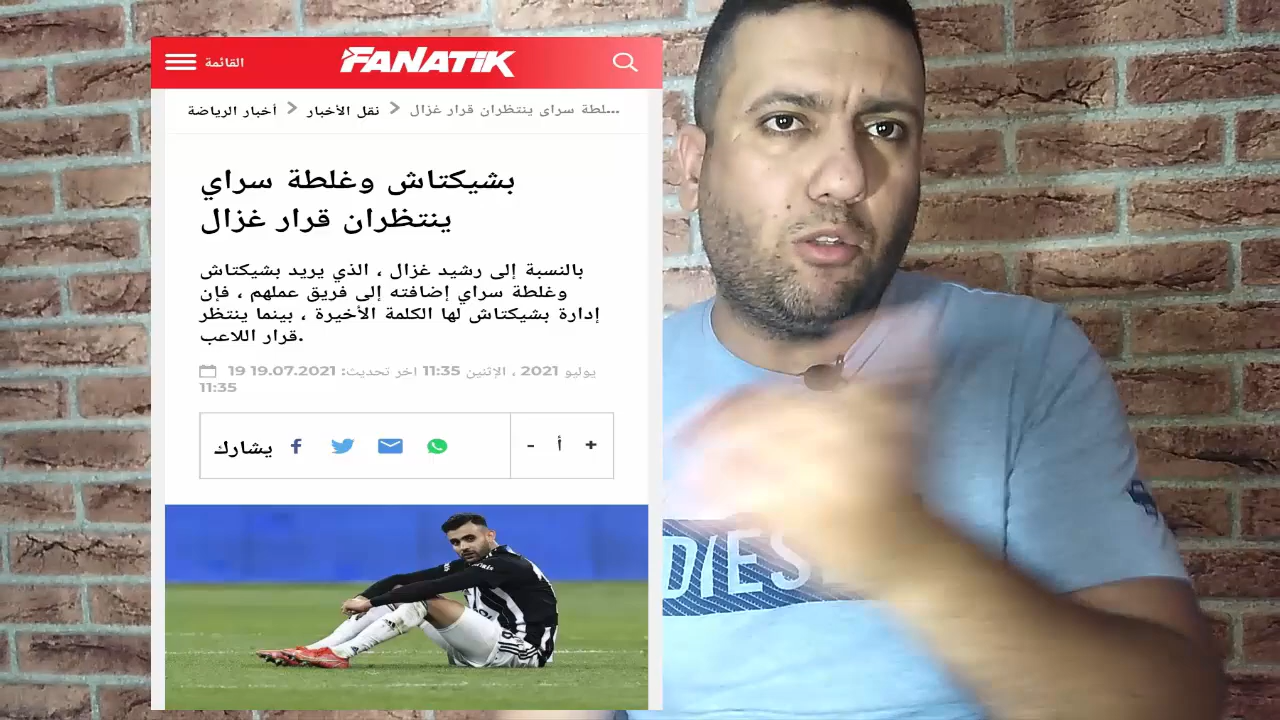 القائمة
FANATIK
أخبار الرياضة > نقل الأخبار > ...لطة سراى ينتظران قرار غزال
بشيكتاش وغلطة سراي
ينتظران قرار غزال
بالنسبة إلى رشيد غزال ، الذي يريد بشيكتاش
وغلطة سراي إضافته إلى فريق عملهم ، فإن
إدارة بشيكتاش لها الكلمة الأخيرة ، بينما ينتظر
قرار اللاعب.
19 يوليو 2021 ، الإثنين 11:35 اخر تحديث: 19.07.2021
11:35
يشارك
- أ +
DIES